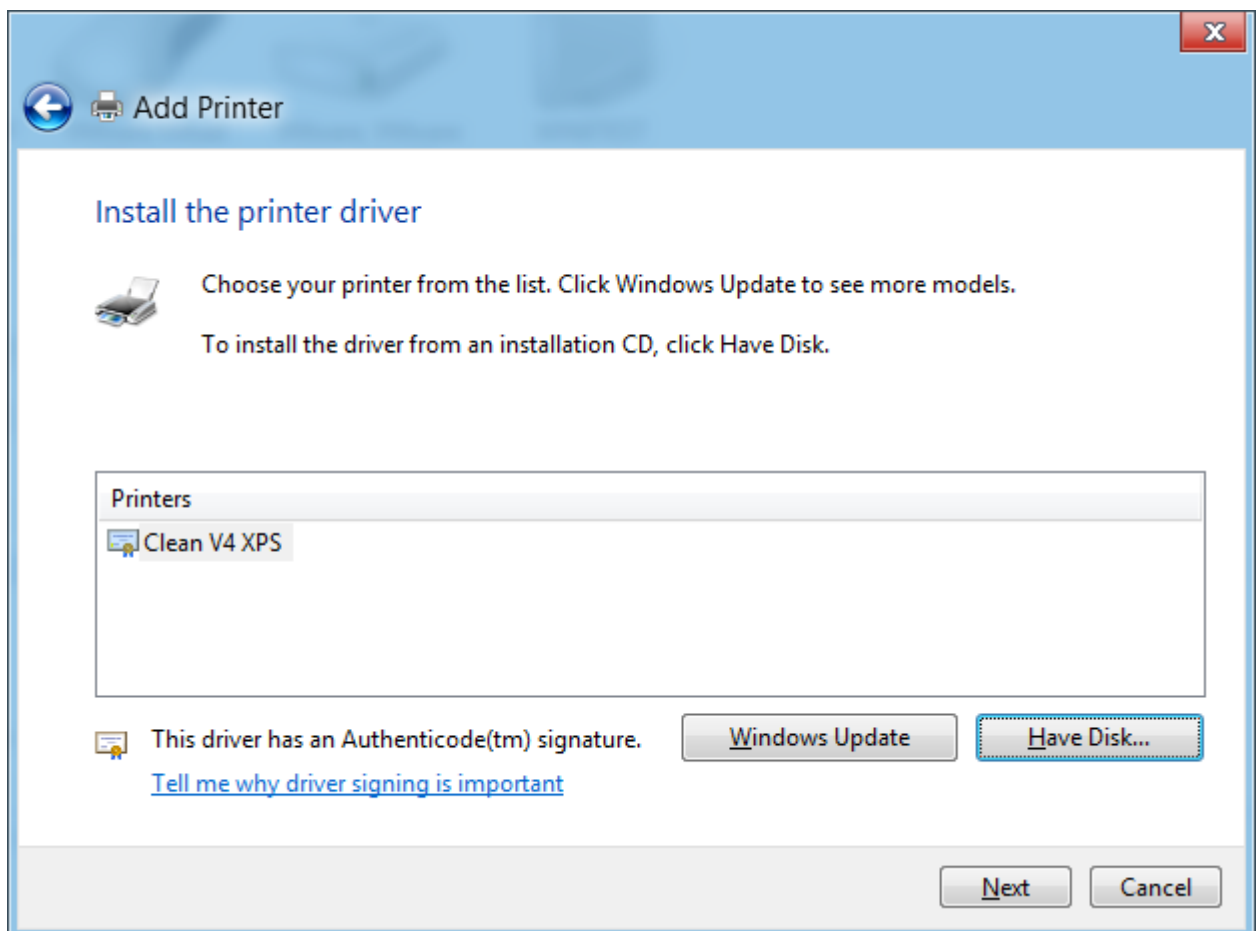 Add Printer
Install the printer driver
Choose your printer from the list. Click Windows Update to see more models.
To install the driver from an installation CD, click Have Disk.
Printers
Clean V4 XPS
This driver has an Authenticode(tm) signature.
Windows Update
Have Disk...
Tell me why driver signing is important
Next
Cancel